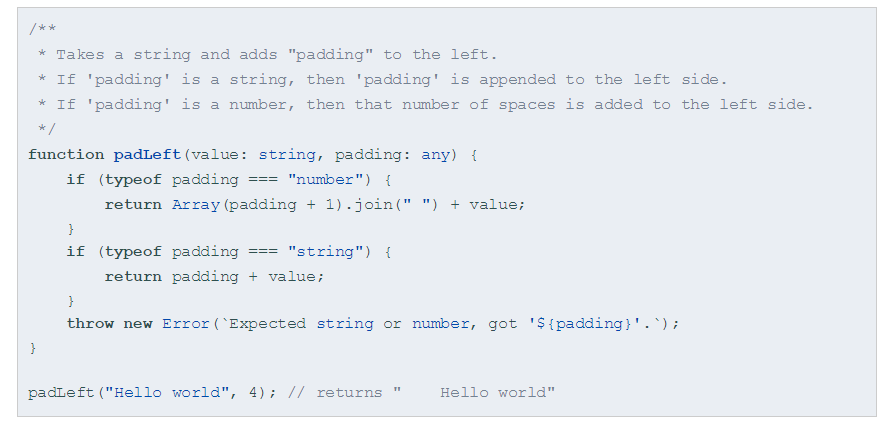 /**
 * Takes a string and adds "padding" to the left.
 * If 'padding' is a string, then 'padding' is appended to the left side.
 * If 'padding' is a number, then that number of spaces is added to the left side.
 */
function padLeft(value: string, padding: any) {
    if (typeof padding === "number") {
        return Array(padding + 1).join(" ") + value;
    }
    if (typeof padding === "string") {
        return padding + value;
    }
    throw new Error(`Expected string or number, got '${padding}'.`);
}

padLeft("Hello world", 4); // returns "    Hello world"